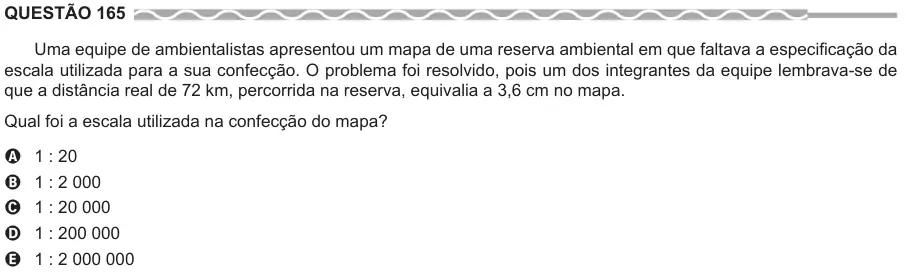 QUESTÃO 165
Uma equipe de ambientalistas apresentou um mapa de uma reserva ambiental em que faltava a especificação da
escala utilizada para a sua confecção. O problema foi resolvido, pois um dos integrantes da equipe lembrava-se de
que a distância real de 72 km, percorrida na reserva, equivalia a 3,6 cm no mapa.
Qual foi a escala utilizada na confecção do mapa?
A 1 : 20
B 1 : 2 000
C 1 : 20 000
D 1 : 200 000
E 1 : 2 000 000